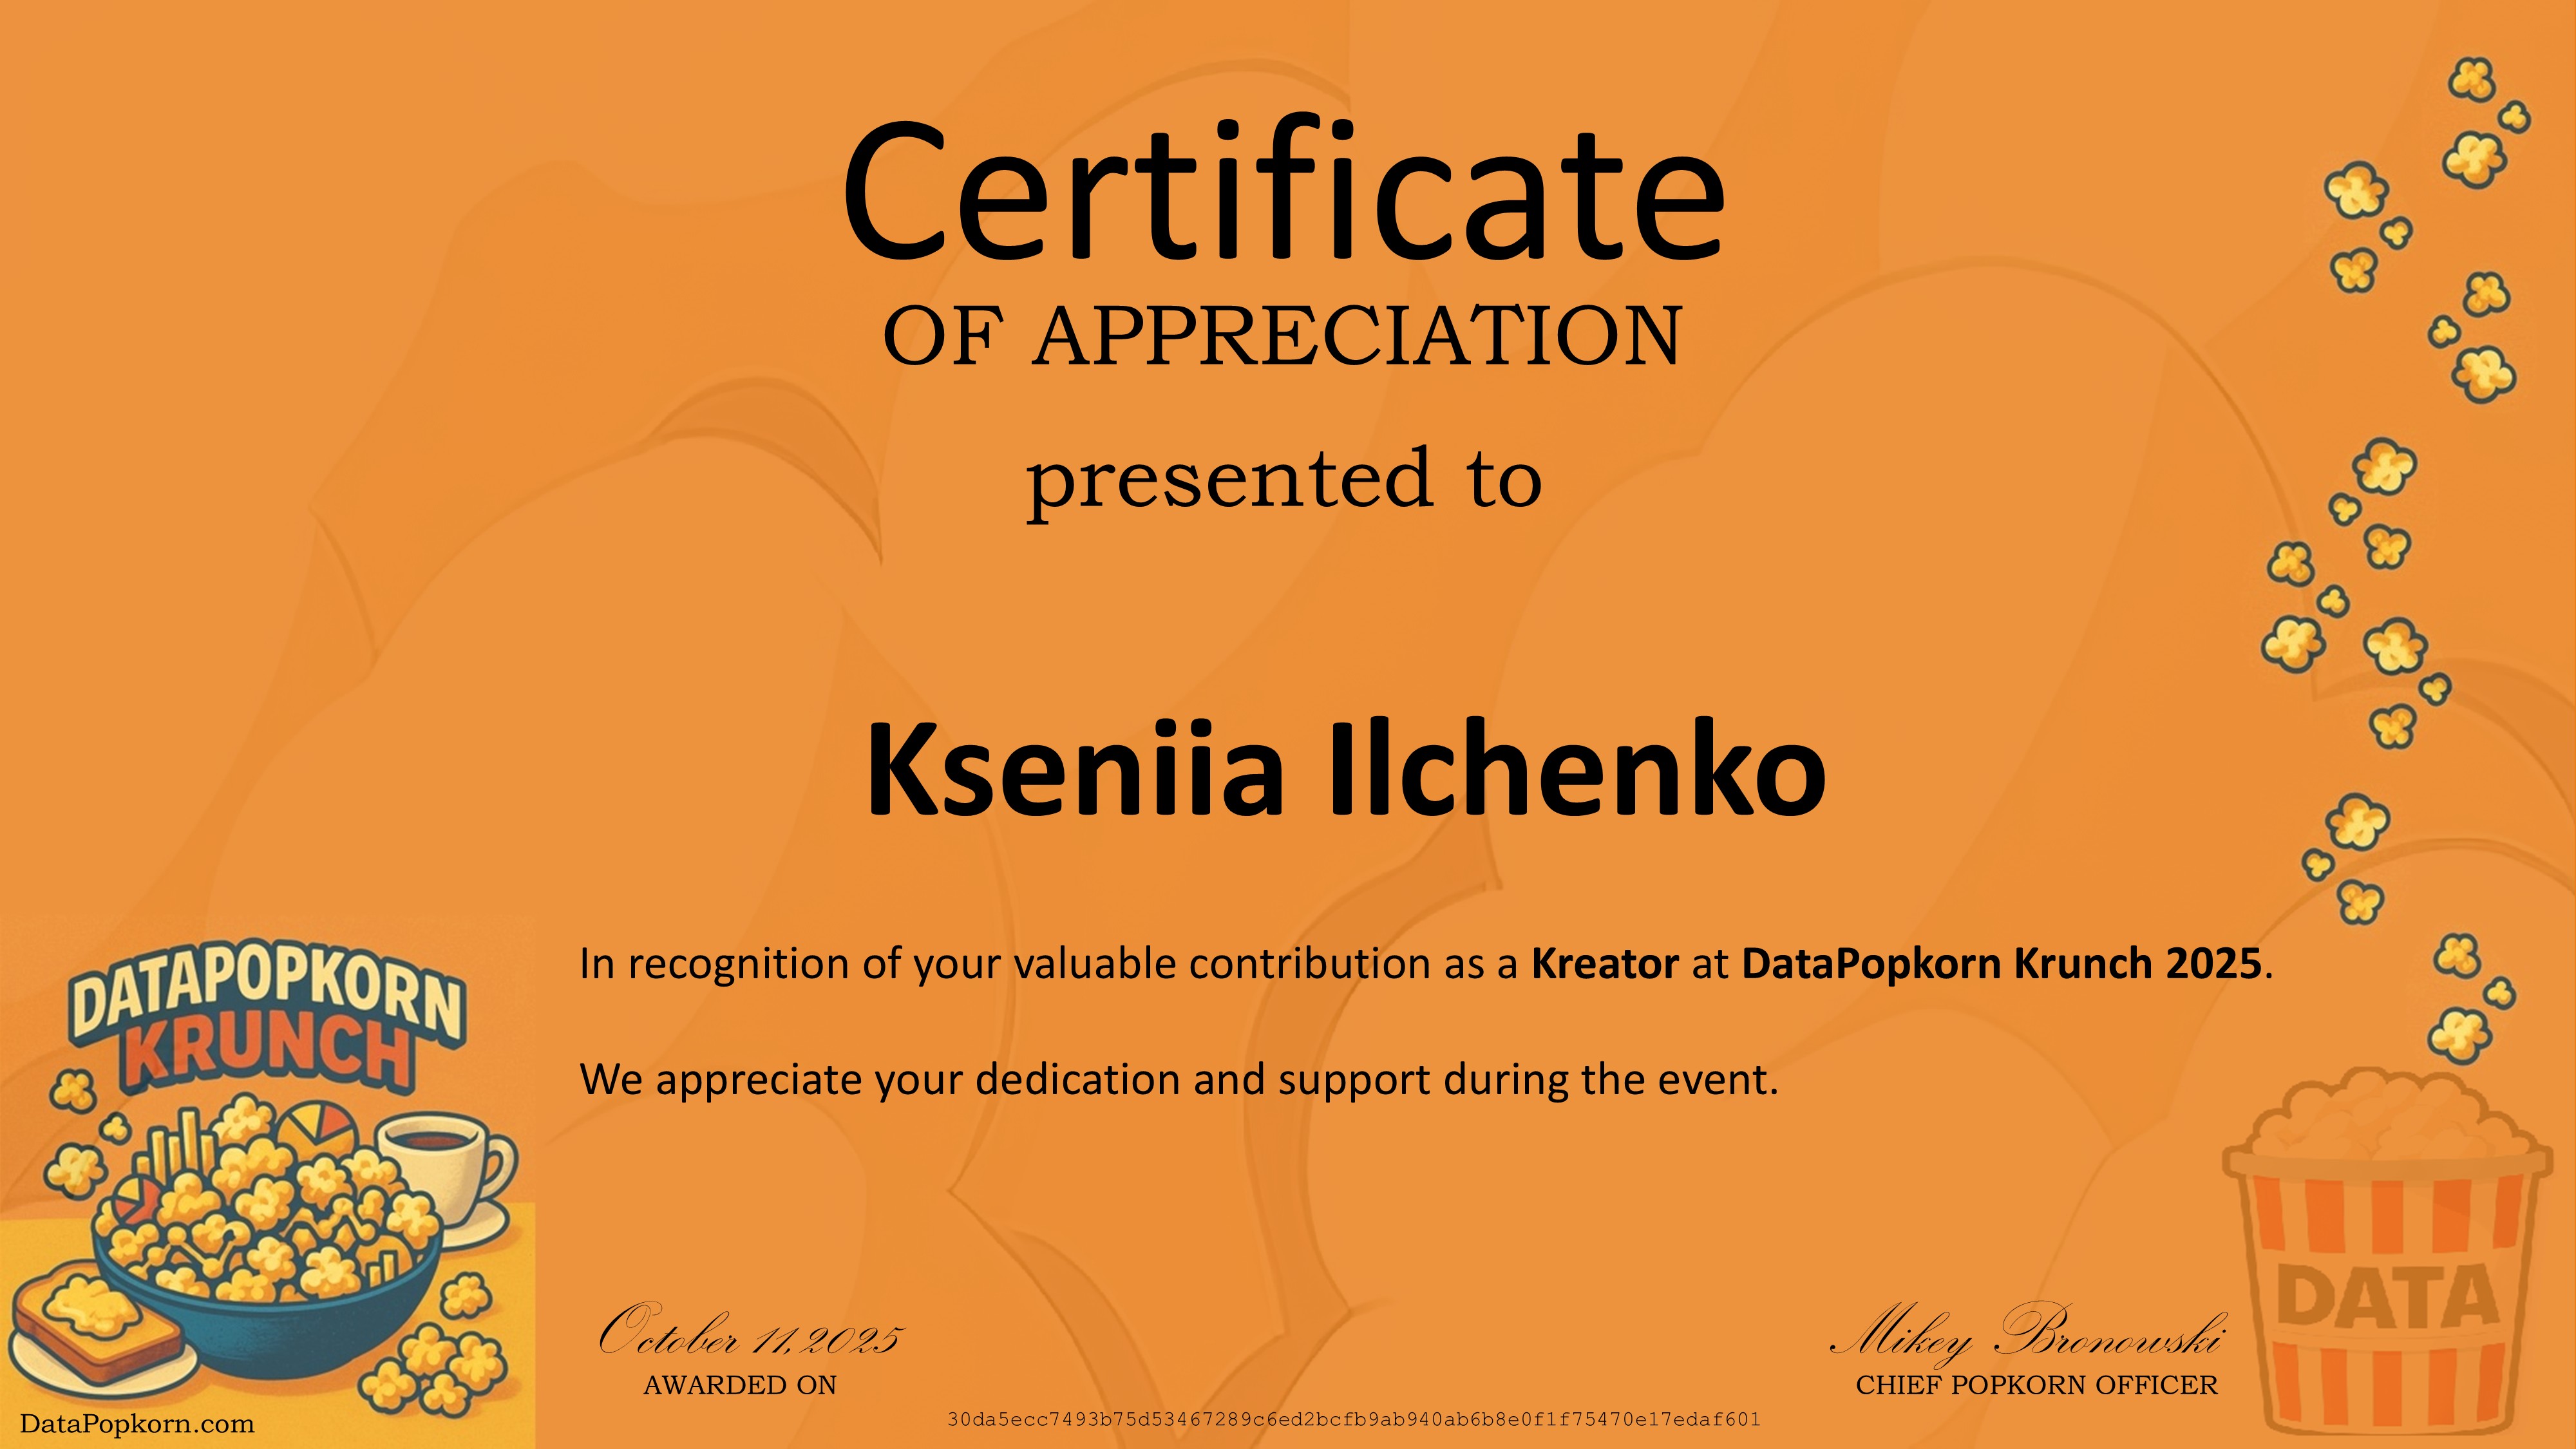 Certificate
OF APPRECIATION
presented to
Kseniia Ilchenko
In recognition of your valuable contribution as a Kreator at DataPopkorn Krunch 2025.
We appreciate your dedication and support during the event.
DATAPOPKORN
KRUNCH
October 11, 2025
AWARDED ON
Mikey Bronowski
CHIEF POPKORN OFFICER
DATA
DataPopkorn.com
30da5ecc7493b75d53467289c6ed2bcfb9ab940ab6b8e0f1f75470e17edaf601